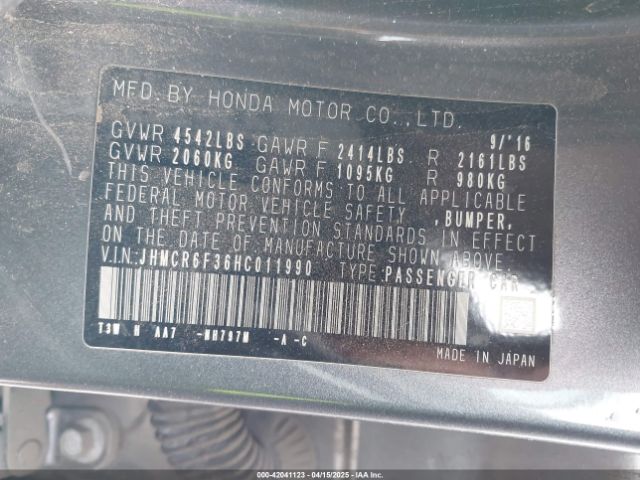 MFD. BY HONDA MOTOR CO., LTD.
9/'16
GVWR 4542LBS GAWR F 2414LBS R 2161LBS
GVWR 2060KG GAWR F 1095KG R 980KG
THIS VEHICLE CONFORMS TO ALL APPLICABLE
FEDERAL MOTOR VEHICLE SAFETY ,BUMPER,
AND THEFT PREVENTION STANDARDS IN EFFECT
ON THE DATE OF MANUFACTURE SHOWN ABOVE.
V.I.N:JHMCR6F36HC011990 TYPE:PASSENGER CAR
T3W N AA7 -NH797M -A -C
MADE IN JAPAN
000-42041123 - 04/15/2025 - COPYRIGHT IAA, LLC.